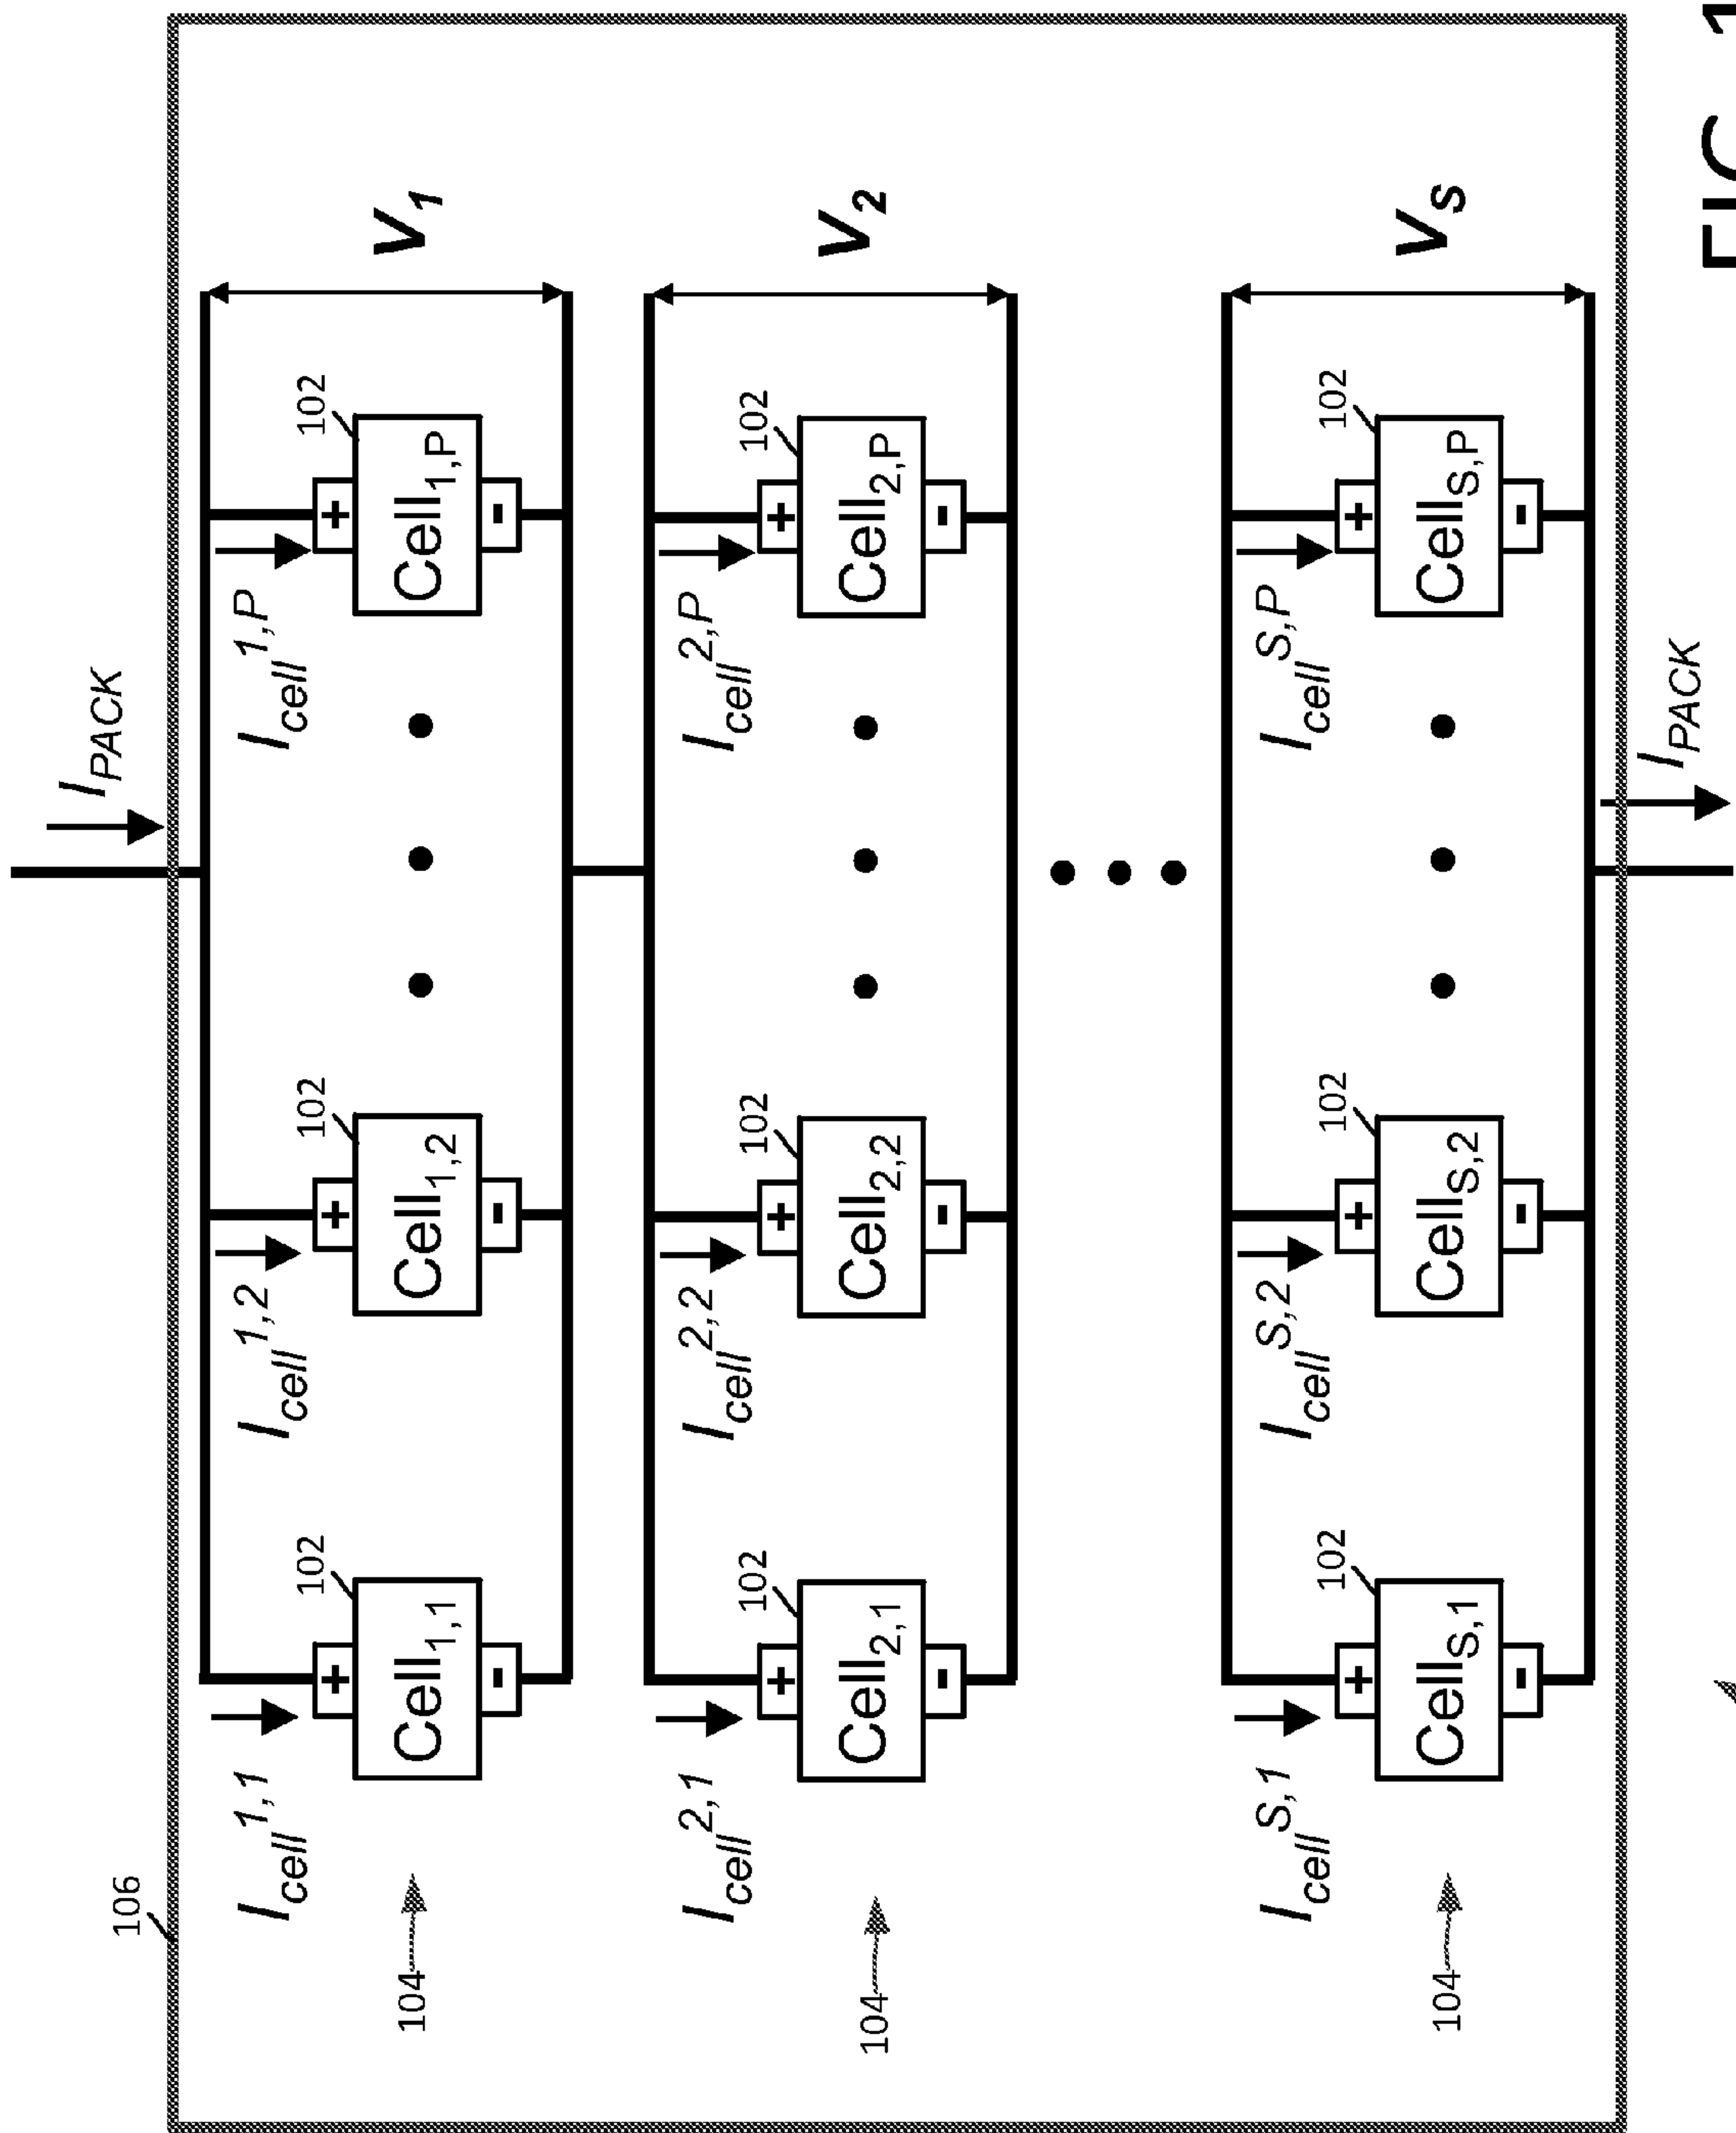 106
I_PACK
I_cell^1,1
I_cell^1,2
I_cell^1,P
102
102
102
+
+
+
Cell_1,1
Cell_1,2
Cell_1,P
-
-
-
V_1
104
I_cell^2,1
I_cell^2,2
I_cell^2,P
102
102
102
+
+
+
Cell_2,1
Cell_2,2
Cell_2,P
-
-
-
V_2
104
I_cell^S,1
I_cell^S,2
I_cell^S,P
102
102
102
+
+
+
Cell_S,1
Cell_S,2
Cell_S,P
-
-
-
V_S
104
I_PACK
FIG. 1